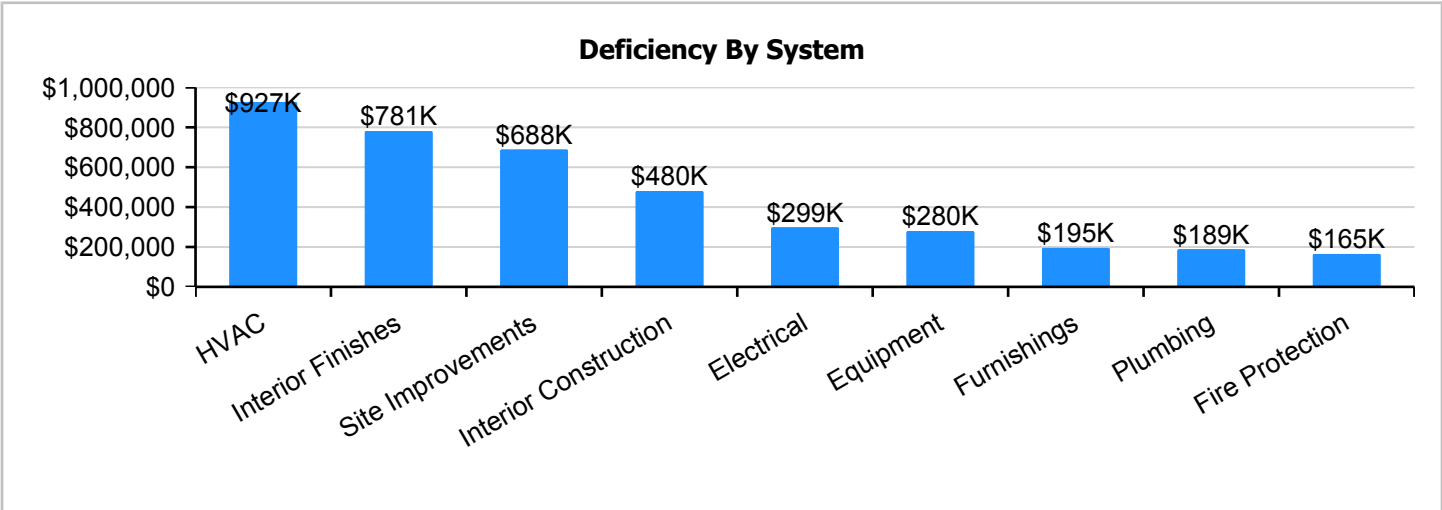 Deficiency By System
$1,000,000
$800,000
$600,000
$400,000
$200,000
$0
$927K
$781K
$688K
$480K
$299K
$280K
$195K
$189K
$165K
HVAC
Interior Finishes
Site Improvements
Interior Construction
Electrical
Equipment
Furnishings
Plumbing
Fire Protection